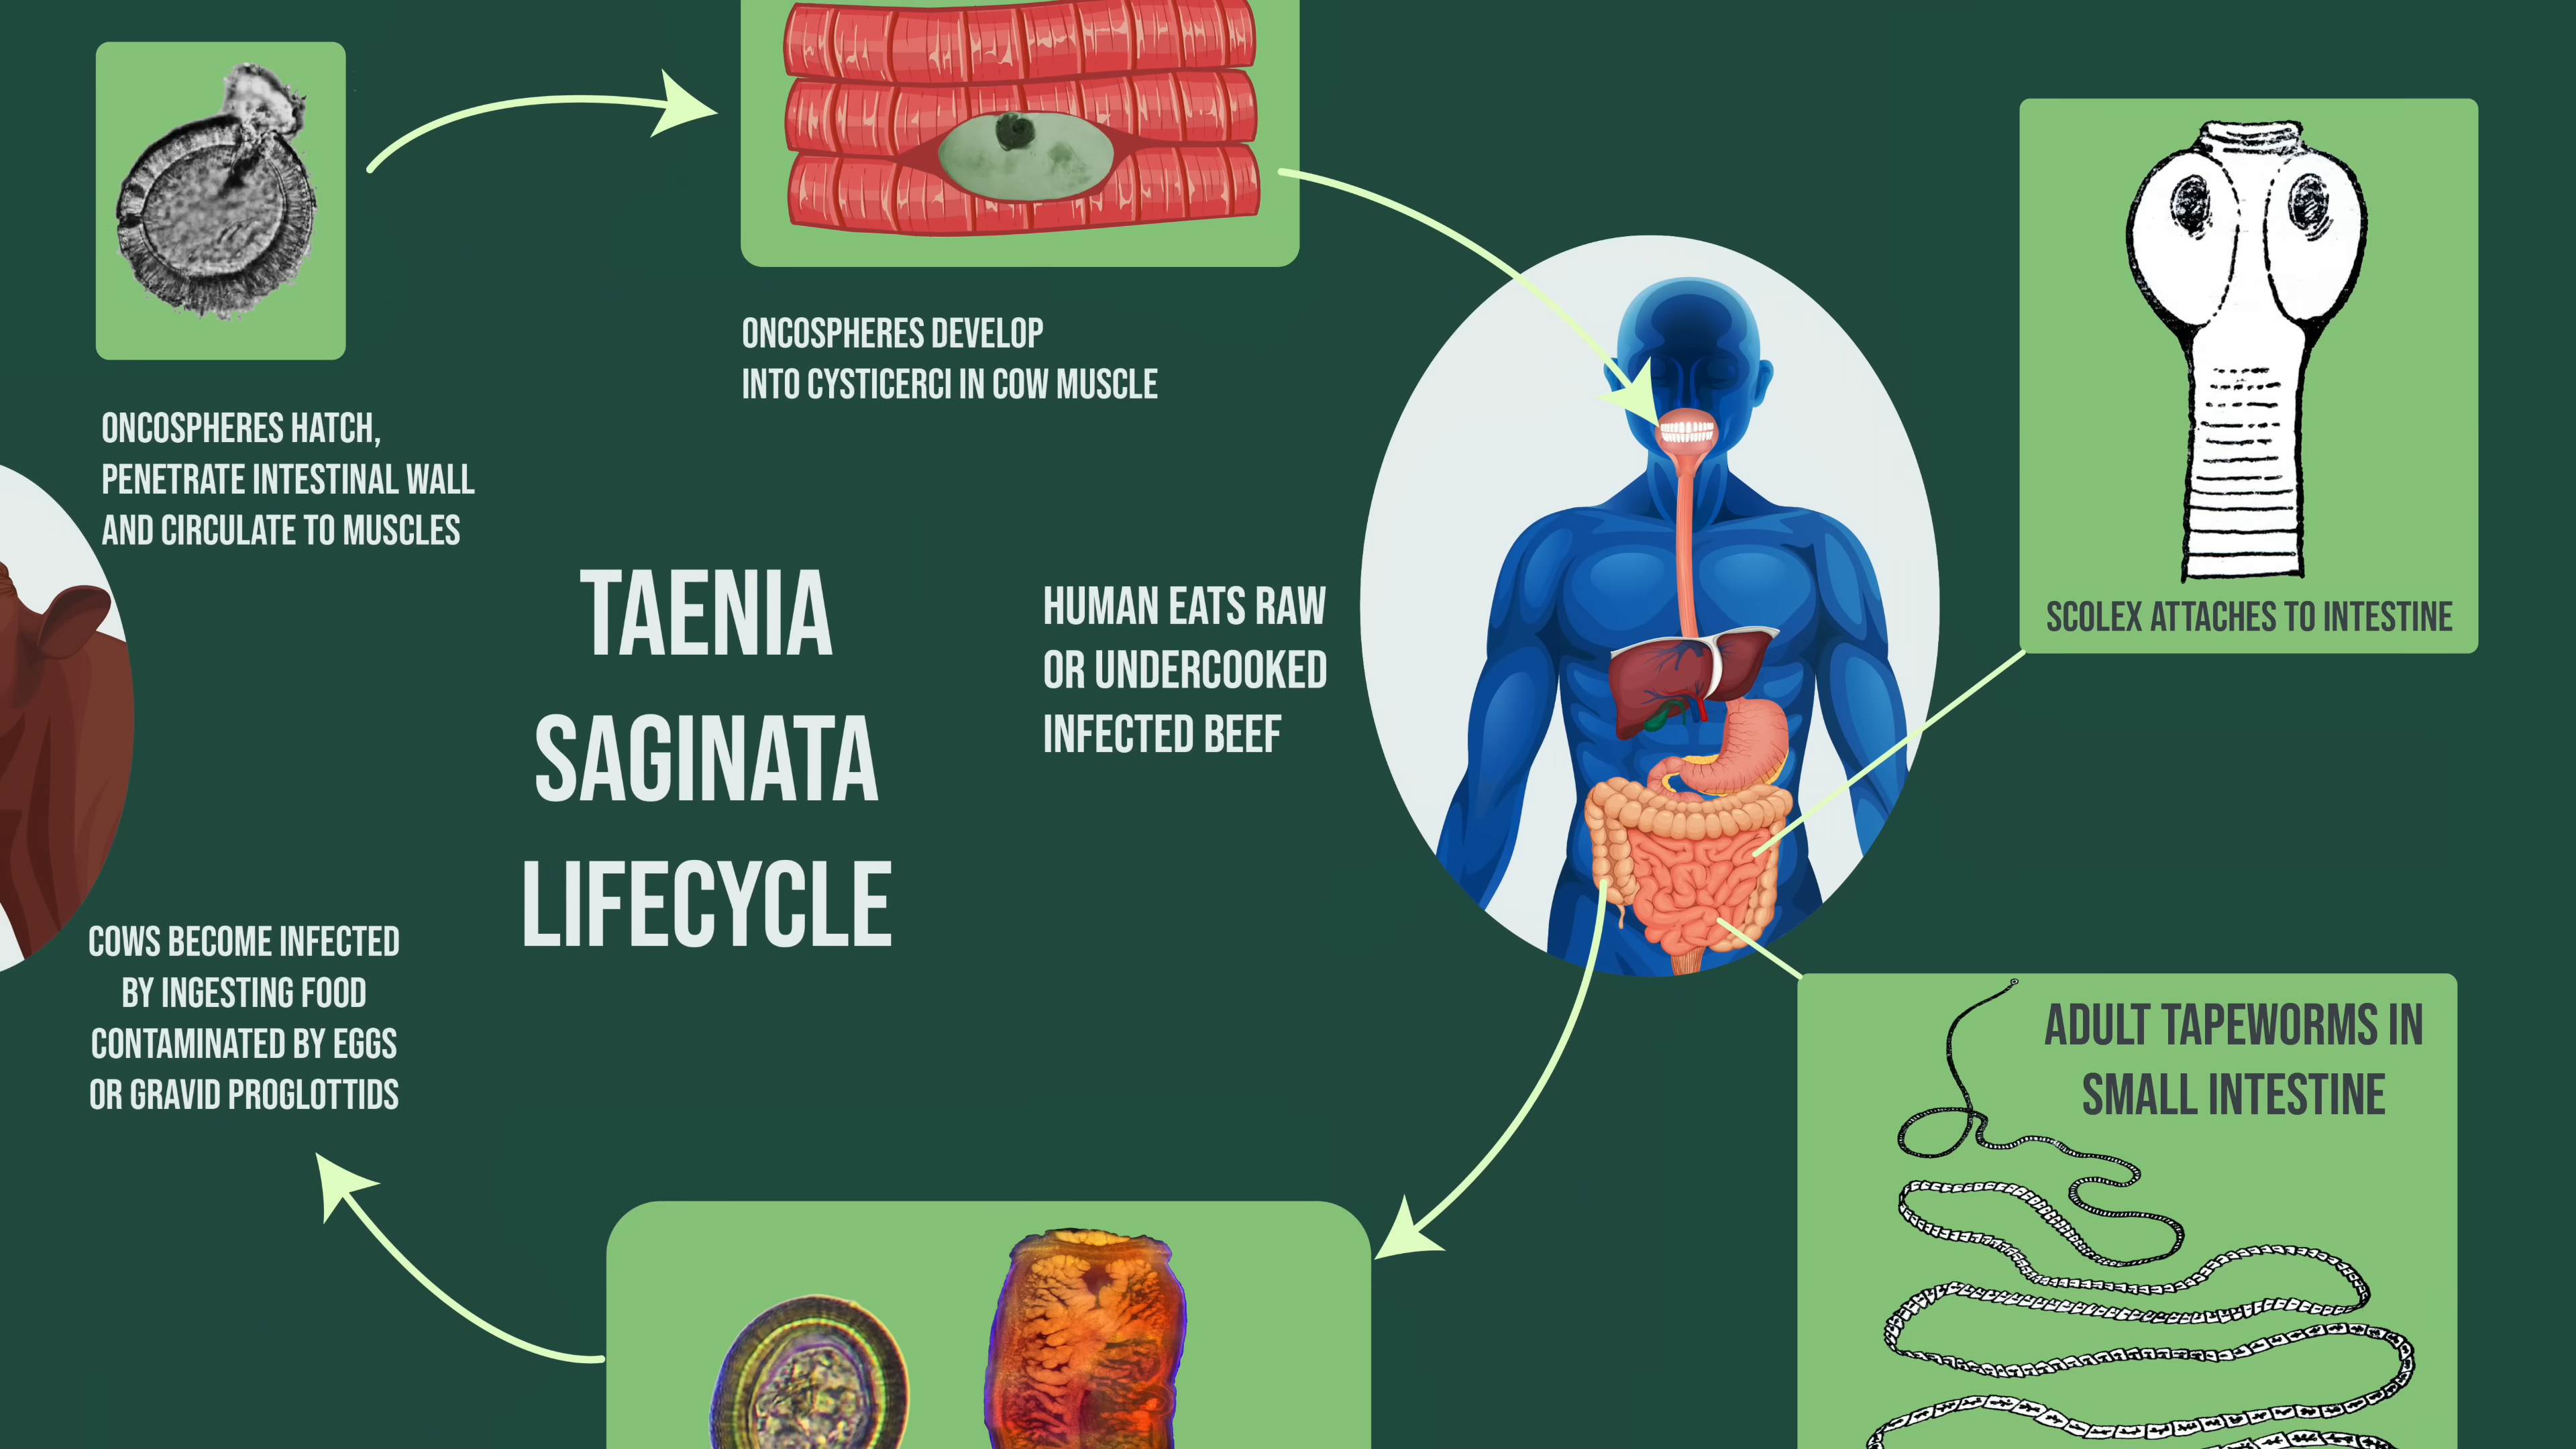 ONCOSPHERES HATCH,
PENETRATE INTESTINAL WALL
AND CIRCULATE TO MUSCLES
ONCOSPHERES DEVELOP
INTO CYSTICERCI IN COW MUSCLE
TAENIA
SAGINATA
LIFECYCLE
HUMAN EATS RAW
OR UNDERCOOKED
INFECTED BEEF
SCOLEX ATTACHES TO INTESTINE
COWS BECOME INFECTED
BY INGESTING FOOD
CONTAMINATED BY EGGS
OR GRAVID PROGLOTTIDS
ADULT TAPEWORMS IN
SMALL INTESTINE